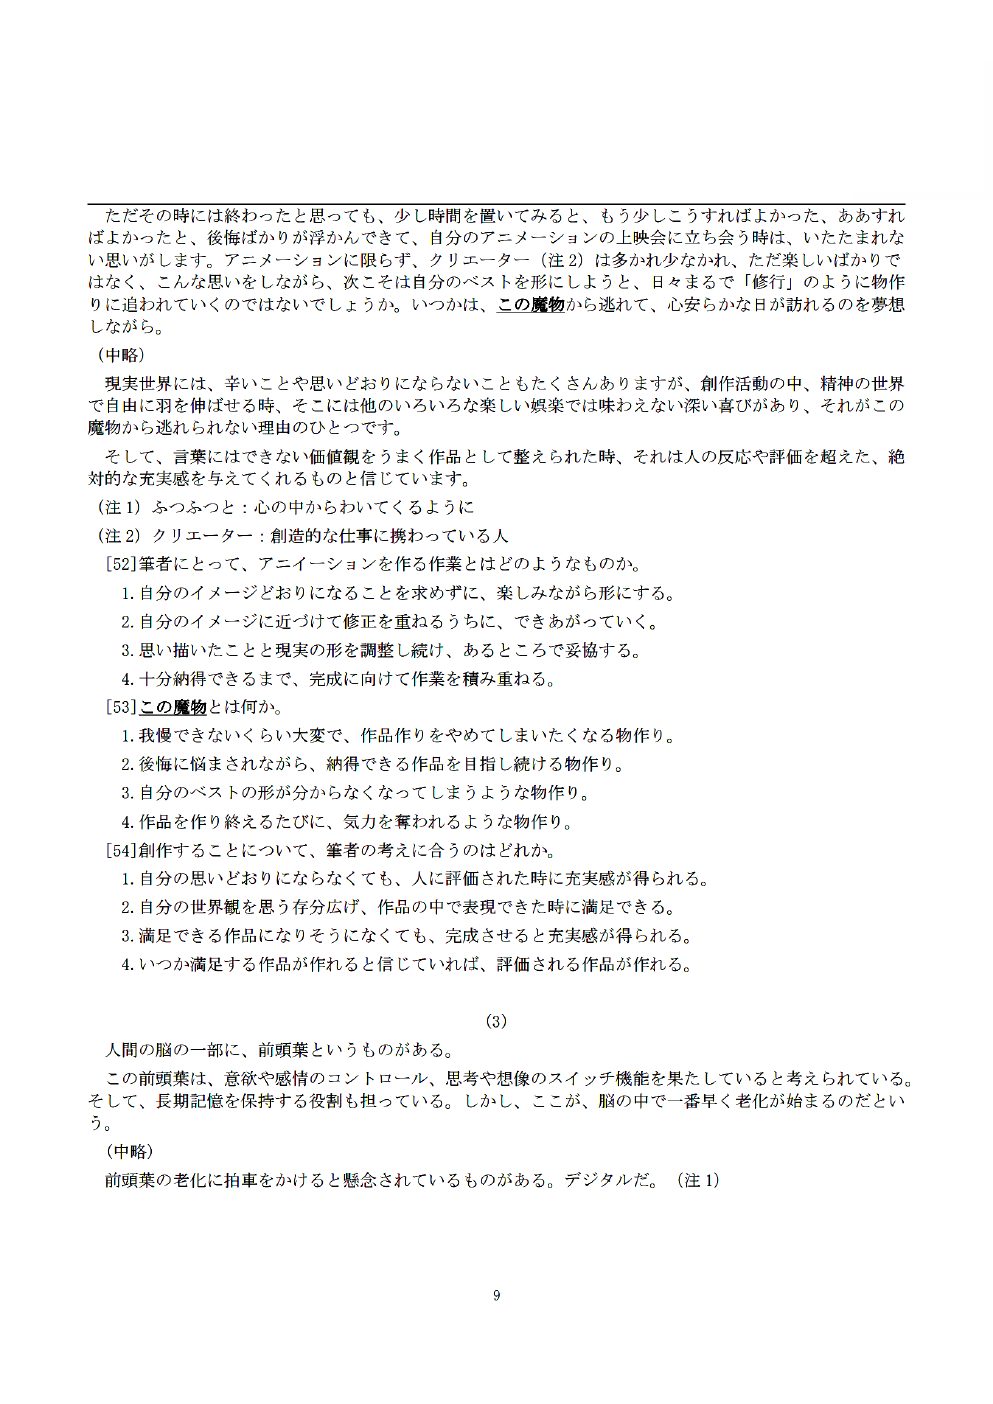 ただその時には終わったと思っても、少し時間を置いてみると、もう少しこうすればよかった、ああすれ
ばよかったと、後悔ばかりが浮かんできて、自分のアニメーションの上映会に立ち会う時は、いたたまれな
い思いがします。アニメーションに限らず、クリエーター（注 2）は多かれ少なかれ、ただ楽しいばかりで
はなく、こんな思いをしながら、次こそは自分のベストを形にしようと、日々まるで「修行」のように物作
りに追われていくのではないでしょうか。いつかは、この魔物から逃れて、心安らかな日が訪れるのを夢想
しながら。
（中略）
現実世界には、辛いことや思いどおりにならないこともたくさんありますが、創作活動の中、精神の世界
で自由に羽を伸ばせる時、そこには他のいろいろな楽しい娯楽では味わえない深い喜びがあり、それがこの
魔物から逃れられない理由のひとつです。
そして、言葉にはできない価値観をうまく作品として整えられた時、それは人の反応や評価を超えた、絶
対的な充実感を与えてくれるものと信じています。
（注 1）ふつふつと：心の中からわいてくるように
（注 2）クリエーター：創造的な仕事に携わっている人
[52]筆者にとって、アニイーションを作る作業とはどのようなものか。
1.自分のイメージどおりになることを求めずに、楽しみながら形にする。
2.自分のイメージに近づけて修正を重ねるうちに、できあがっていく。
3.思い描いたことと現実の形を調整し続け、あるところで妥協する。
4.十分納得できるまで、完成に向けて作業を積み重ねる。
[53]この魔物とは何か。
1.我慢できないくらい大変で、作品作りをやめてしまいたくなる物作り。
2.後悔に悩まされながら、納得できる作品を目指し続ける物作り。
3.自分のベストの形が分からなくなってしまうような物作り。
4.作品を作り終えるたびに、気力を奪われるような物作り。
[54]創作することについて、筆者の考えに合うのはどれか。
1.自分の思いどおりにならなくても、人に評価された時に充実感が得られる。
2.自分の世界観を思う存分広げ、作品の中で表現できた時に満足できる。
3.満足できる作品になりそうになくても、完成させると充実感が得られる。
4.いつか満足する作品が作れると信じていれば、評価される作品が作れる。
（3）
人間の脳の一部に、前頭葉というものがある。
この前頭葉は、意欲や感情のコントロール、思考や想像のスイッチ機能を果たしていると考えられている。
そして、長期記憶を保持する役割も担っている。しかし、ここが、脳の中で一番早く老化が始まるのだとい
う。
（中略）
前頭葉の老化に拍車をかけると懸念されているものがある。デジタルだ。（注 1）
9